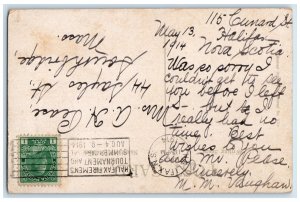 115 Cunard St
Halifax
Nova Scotia
May 13,
1914
Was so sorry I
couldn't get to see
you before I left
but I
really had no
time. Best
wishes to you
and Mr. Pease
Sincerely,
M. M. Vaughan.
Mrs. A. H. Pease
44 Sayles St.
Southbridge,
Mass.
HALIFAX FIREMEN'S
TOURNAMENT AND
AUG 4-8, 1914